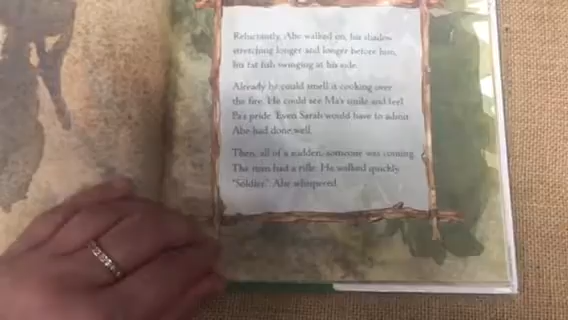 Reluctantly, Abe walked on, his shadow
stretching longer and longer before him,
his fat fish swinging at his side.
Already he could smell it cooking over
the fire. He could see Ma's smile and feel
Pa's pride. Even Sarah would have to admit
Abe had done well.
Then, all of a sudden, someone was coming.
The man had a rifle. He walked quickly.
"Soldier," Abe whispered.